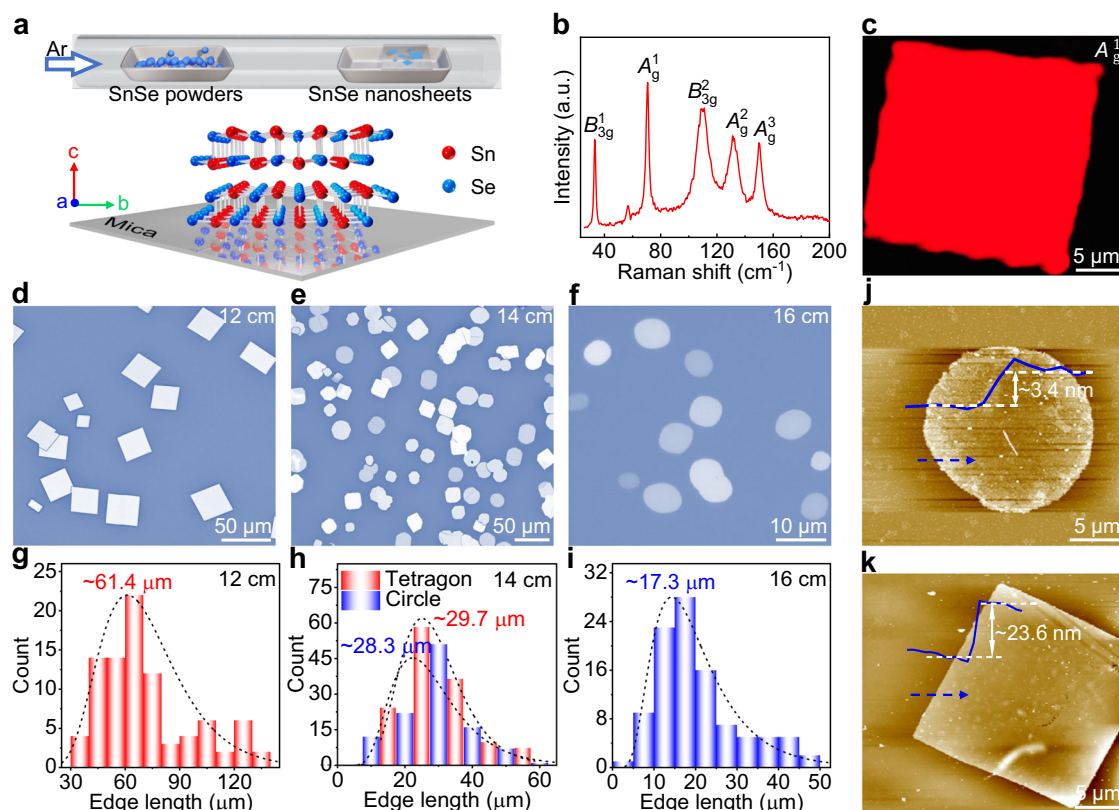 a
Ar
SnSe powders
SnSe nanosheets
c
a
b
Sn
Se
Mica
b
Intensity (a.u.)
B¹3g
A¹g
B²3g
A²g
A³g
40 80 120 160 200
Raman shift (cm⁻¹)
c
A¹g
5 μm
d
12 cm
50 μm
e
14 cm
50 μm
f
16 cm
10 μm
j
~3.4 nm
5 μm
g
~61.4 μm
12 cm
Count
25
20
15
10
5
0
30 60 90 120
Edge length (μm)
h
Tetragon
Circle
14 cm
~29.7 μm
~28.3 μm
Count
75
60
45
30
15
0
0 20 40 60
Edge length (μm)
i
~17.3 μm
16 cm
Count
32
24
16
8
0
0 10 20 30 40 50
Edge length (μm)
k
~23.6 nm
5 μm